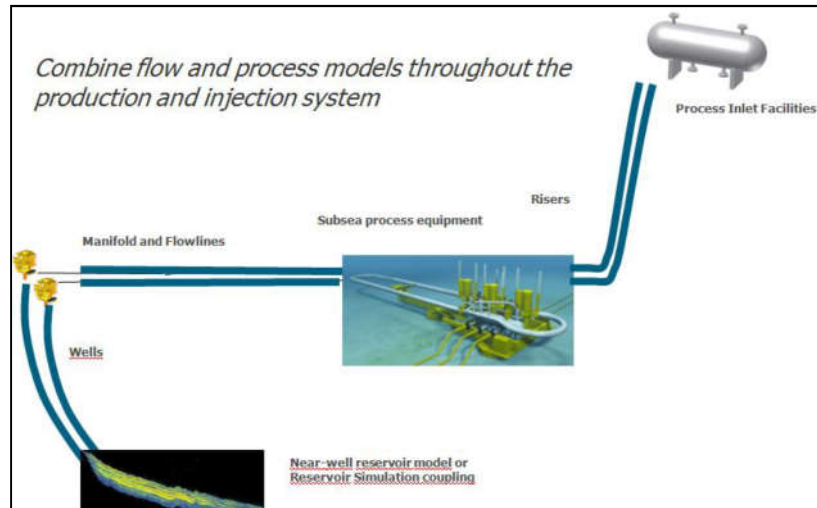 Combine flow and process models throughout the
production and injection system
Process Inlet Facilities
Risers
Subsea process equipment
Manifold and Flowlines
Wells
Near-well reservoir model or
Reservoir Simulation coupling